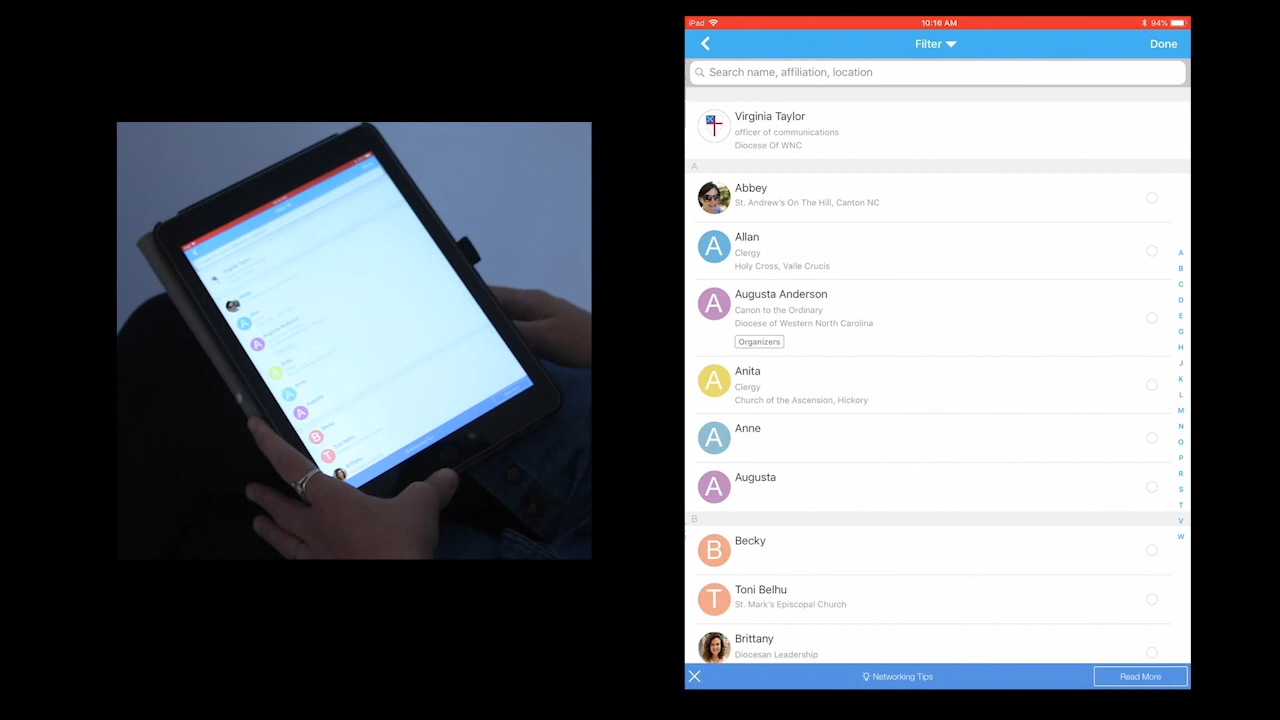 iPad
10:16 AM
94%
Filter
Done
Search name, affiliation, location
Virginia Taylor
officer of communications
Diocese Of WNC
A
Abbey
St. Andrew's On The Hill, Canton NC
A
Allan
Clergy
Holy Cross, Valle Crucis
A
Augusta Anderson
Canon to the Ordinary
Diocese of Western North Carolina
Organizers
A
Anita
Clergy
Church of the Ascension, Hickory
A
Anne
A
Augusta
B
B
Becky
T
Toni Belhu
St. Mark's Episcopal Church
Brittany
Diocesan Leadership
A
B
C
D
E
G
H
J
K
L
M
N
O
P
R
S
T
V
W
Networking Tips
Read More